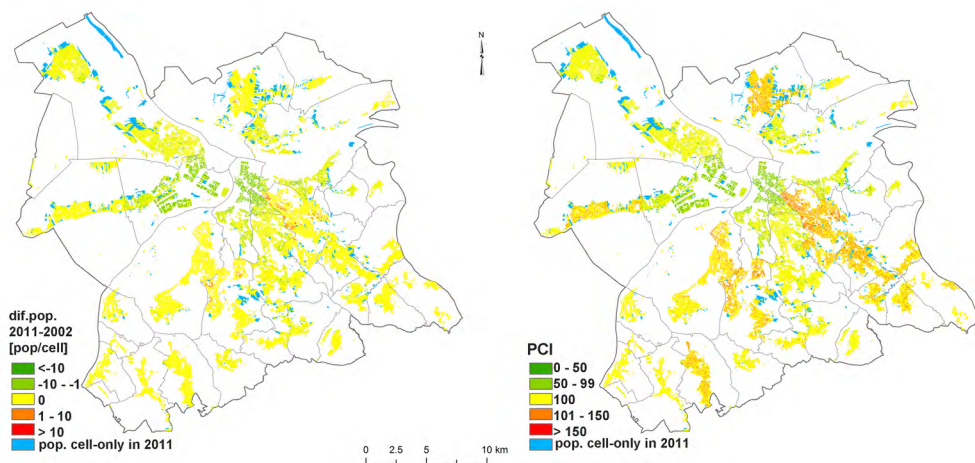 N
dif.pop.
2011-2002
[pop/cell]
<-10
-10 - -1
0
1 - 10
> 10
pop. cell-only in 2011
PCI
0 - 50
50 - 99
100
101 - 150
> 150
pop. cell-only in 2011
0 2.5 5 10 km